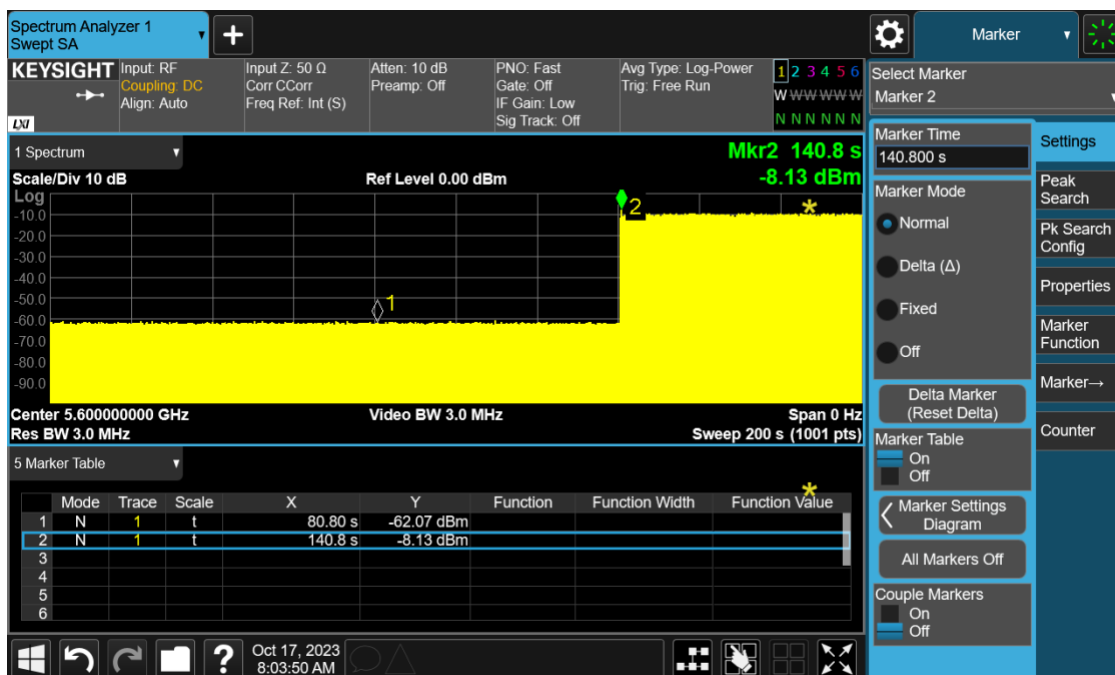 Spectrum Analyzer 1
Swept SA
+
Marker
KEYSIGHT
LXI
Input: RF
Coupling: DC
Align: Auto
Input Z: 50 Ω
Corr CCorr
Freq Ref: Int (S)
Atten: 10 dB
Preamp: Off
PNO: Fast
Gate: Off
IF Gain: Low
Sig Track: Off
Avg Type: Log-Power
Trig: Free Run
1 2 3 4 5 6
W W W W W W
N N N N N N
Select Marker
Marker 2
1 Spectrum
Mkr2 140.8 s
Scale/Div 10 dB
Ref Level 0.00 dBm
-8.13 dBm
Log
-10.0
-20.0
-30.0
-40.0
-50.0
-60.0
-70.0
-80.0
-90.0
1
2
*
Center 5.600000000 GHz
Video BW 3.0 MHz
Span 0 Hz
Res BW 3.0 MHz
Sweep 200 s (1001 pts)
5 Marker Table
*
Mode Trace Scale X Y Function Function Width Function Value
1 N 1 t 80.80 s -62.07 dBm
2 N 1 t 140.8 s -8.13 dBm
3
4
5
6
Marker Time
140.800 s
Marker Mode
Normal
Delta (Δ)
Fixed
Off
Delta Marker
(Reset Delta)
Marker Table
On
Off
Marker Settings
Diagram
All Markers Off
Couple Markers
On
Off
Settings
Peak
Search
Pk Search
Config
Properties
Marker
Function
Marker→
Counter
?
Oct 17, 2023
8:03:50 AM